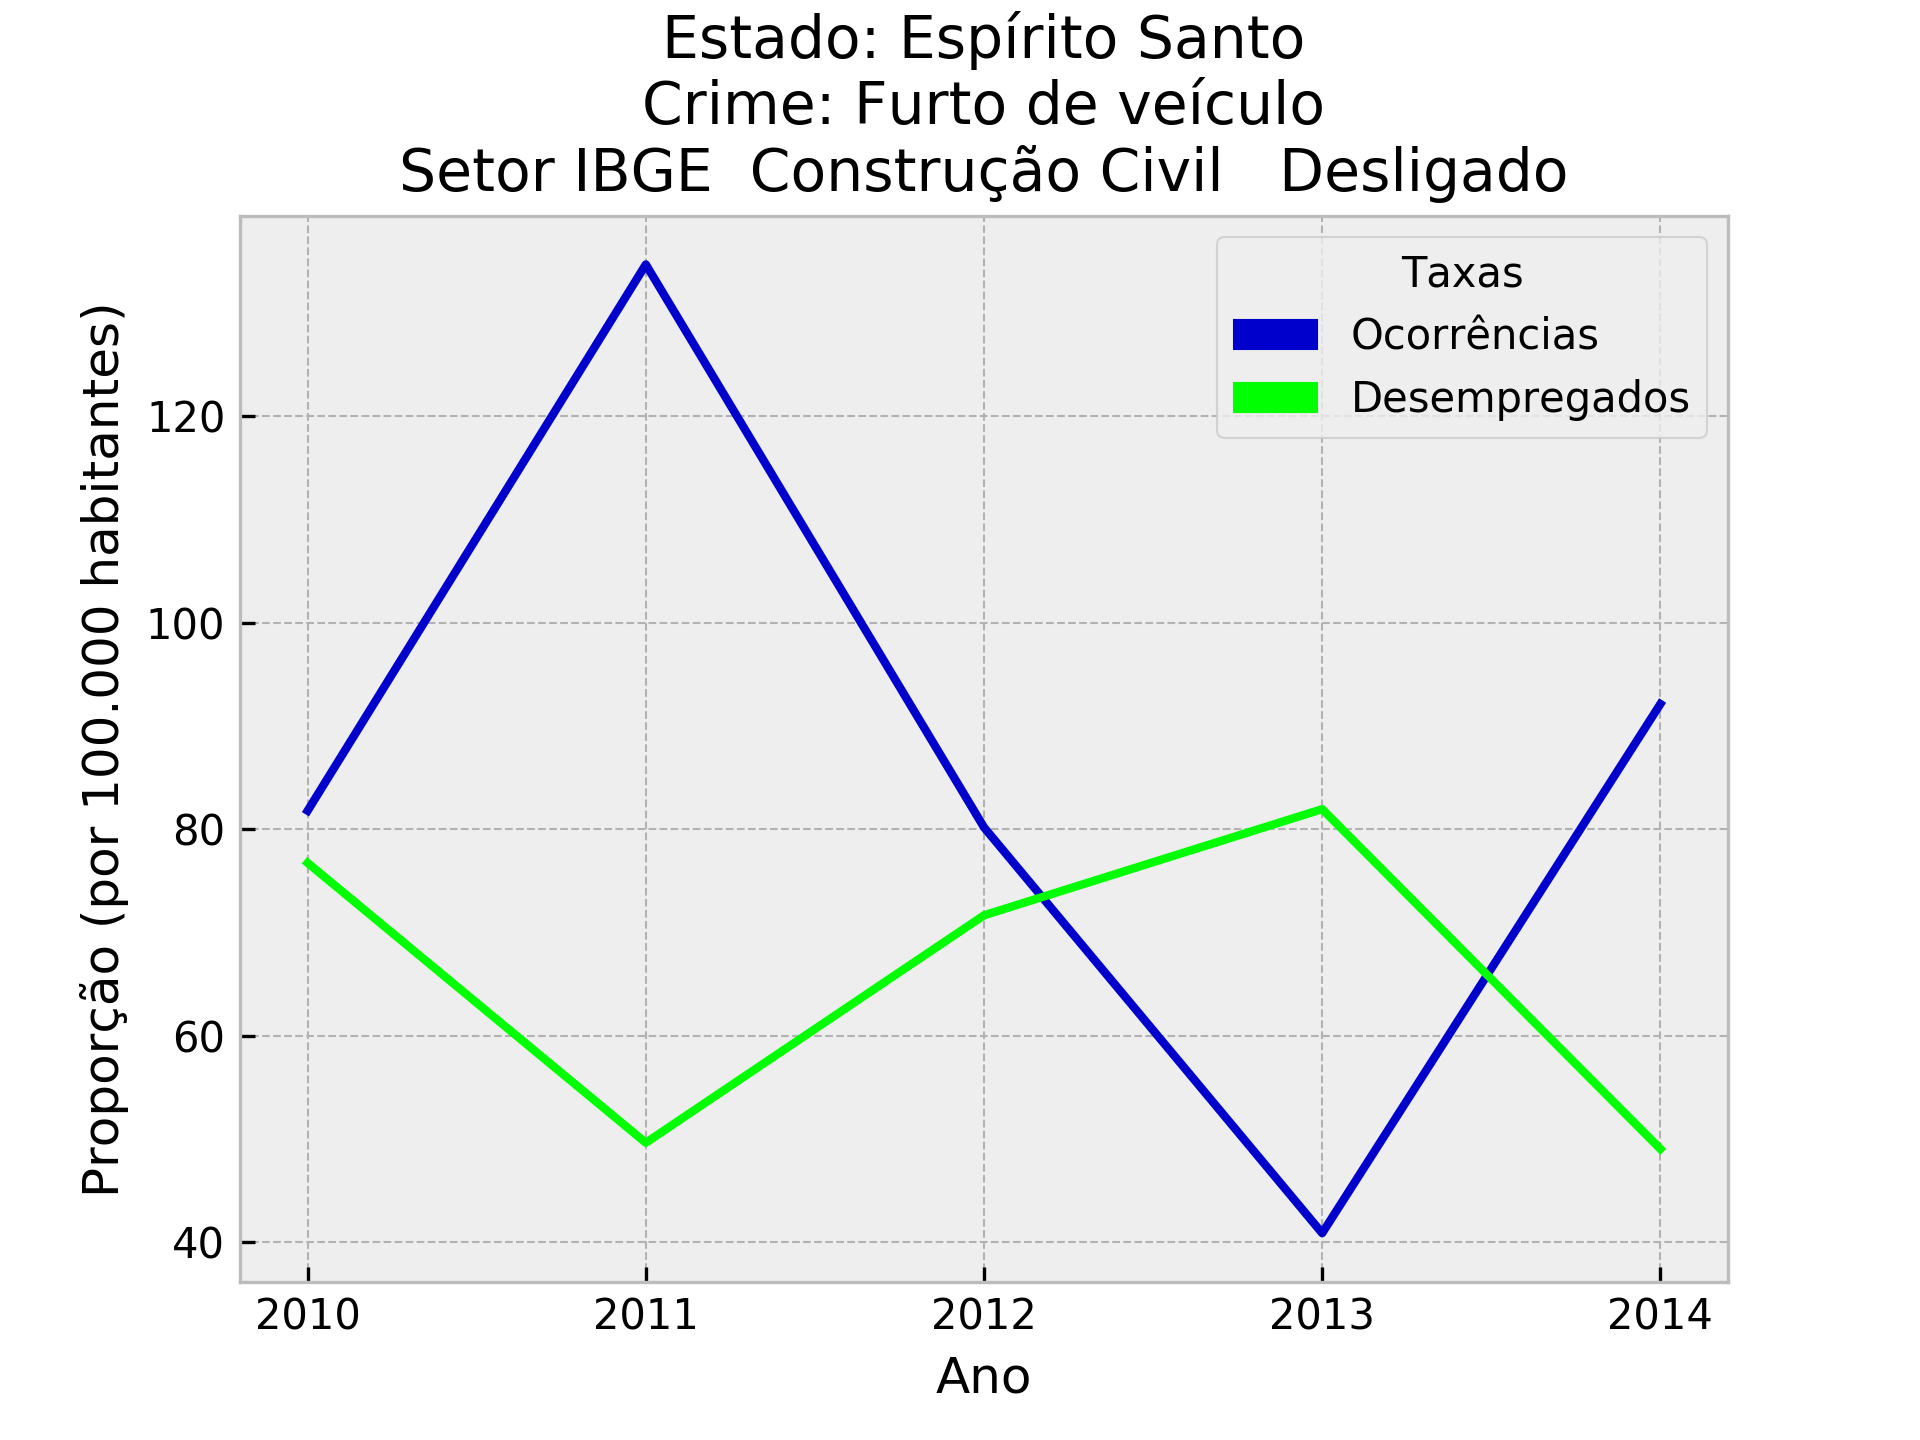 Estado: Espírito Santo
Crime: Furto de veículo
Setor IBGE  Construção Civil   Desligado
Taxas
Ocorrências
Desempregados
Proporção (por 100.000 habitantes)
120
100
80
60
40
2010 2011 2012 2013 2014
Ano